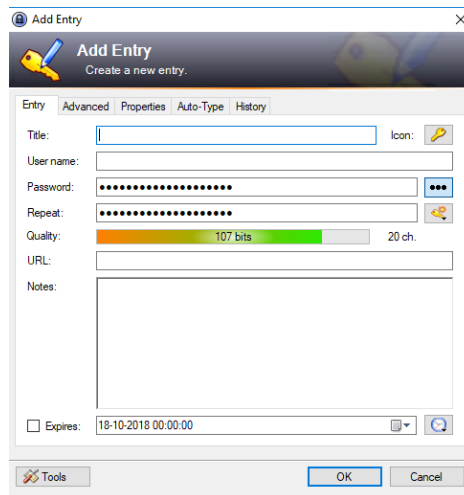 Add Entry
Add Entry
Create a new entry.
Entry Advanced Properties Auto-Type History
Title: Icon:
User name:
Password: ●●●●●●●●●●●●●●●●●●●● ●●●
Repeat: ●●●●●●●●●●●●●●●●●●●●
Quality: 107 bits 20 ch.
URL:
Notes:
Expires: 18-10-2018 00:00:00
Tools OK Cancel